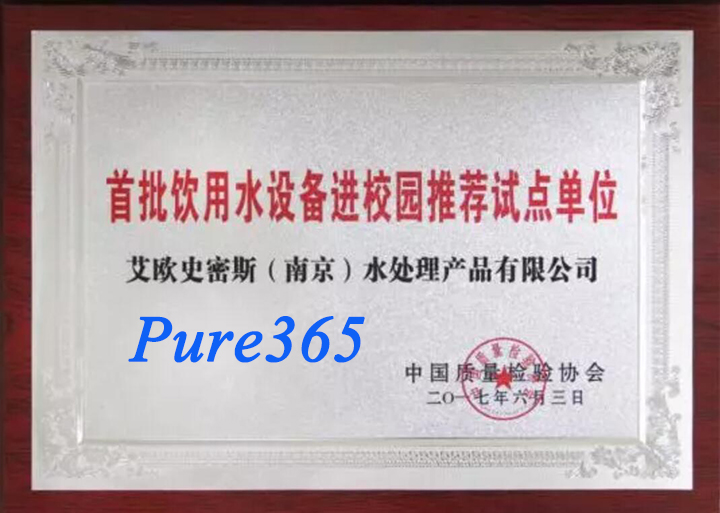 首批饮用水设备进校园推荐试点单位
艾欧史密斯（南京）水处理产品有限公司
Pure365
中国质量检验协会
二〇一七年六月三日